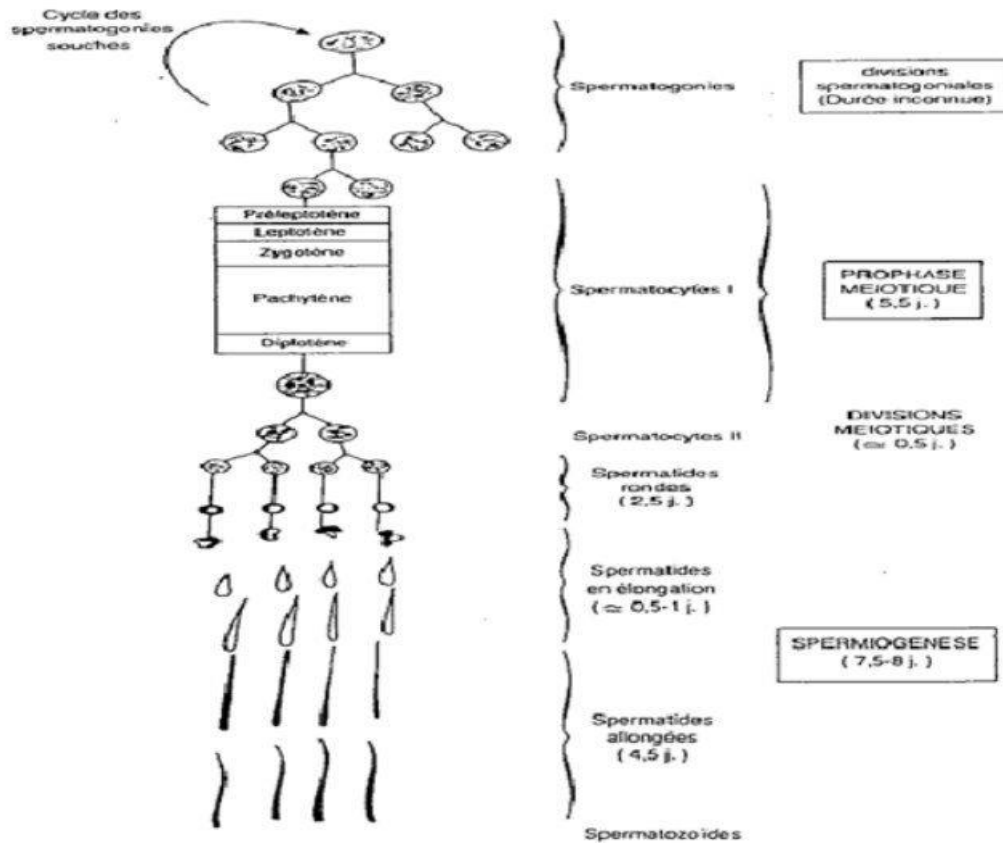 Cycle des
spermatogonies
souches
Spermatogonies
divisions
spermatogoniales
(Durée inconnue)
Préleptotène
Leptotène
Zygotène
Pachytène
Diplotène
Spermatocytes I
PROPHASE
MEIOTIQUE
( 5,5 j. )
Spermatocytes II
DIVISIONS
MEIOTIQUES
( ≃ 0,5 j. )
Spermatides
rondes
( 2,5 j. )
Spermatides
en élongation
( ≃ 0,5-1 j. )
SPERMIOGENESE
( 7,5-8 j. )
Spermatides
allongées
( 4,5 j. )
Spermatozoïdes